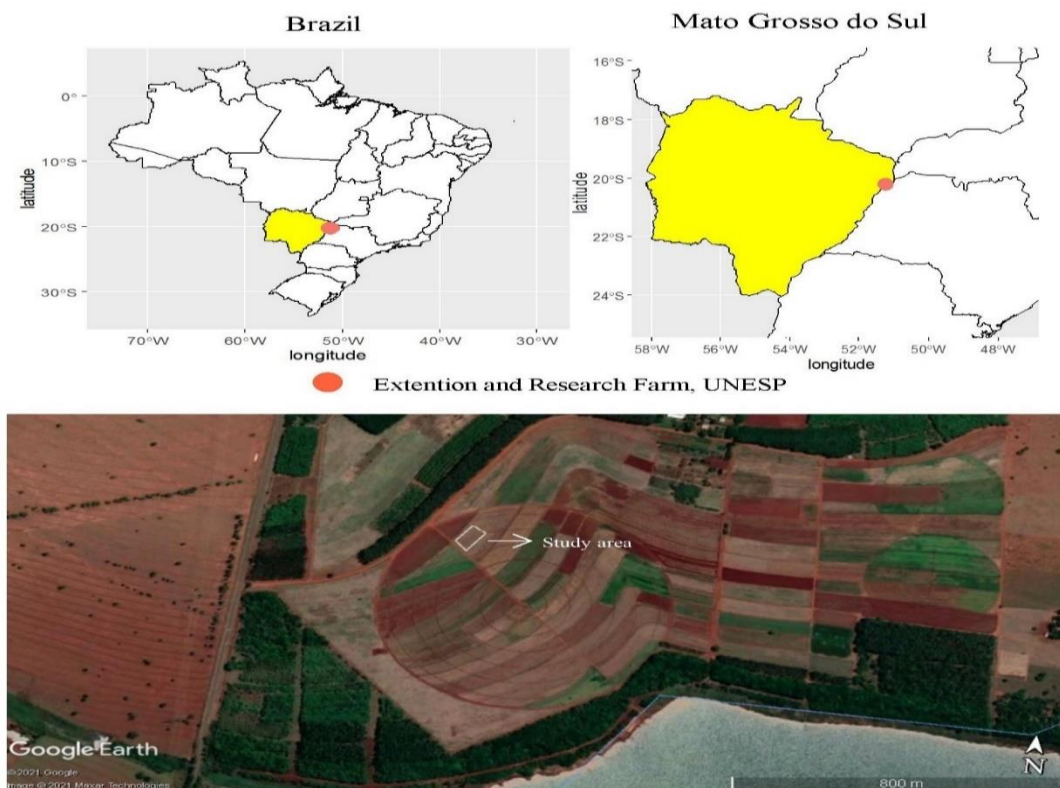 Brazil
Mato Grosso do Sul
0°
10°S
20°S
30°S
latitude
70°W 60°W 50°W 40°W 30°W
longitude
16°S
18°S
20°S
22°S
24°S
latitude
58°W 56°W 54°W 52°W 50°W 48°W
longitude
Extention and Research Farm, UNESP
Study area
Google Earth
© 2021 Google
Image © 2021 Maxar Technologies
N
800 m